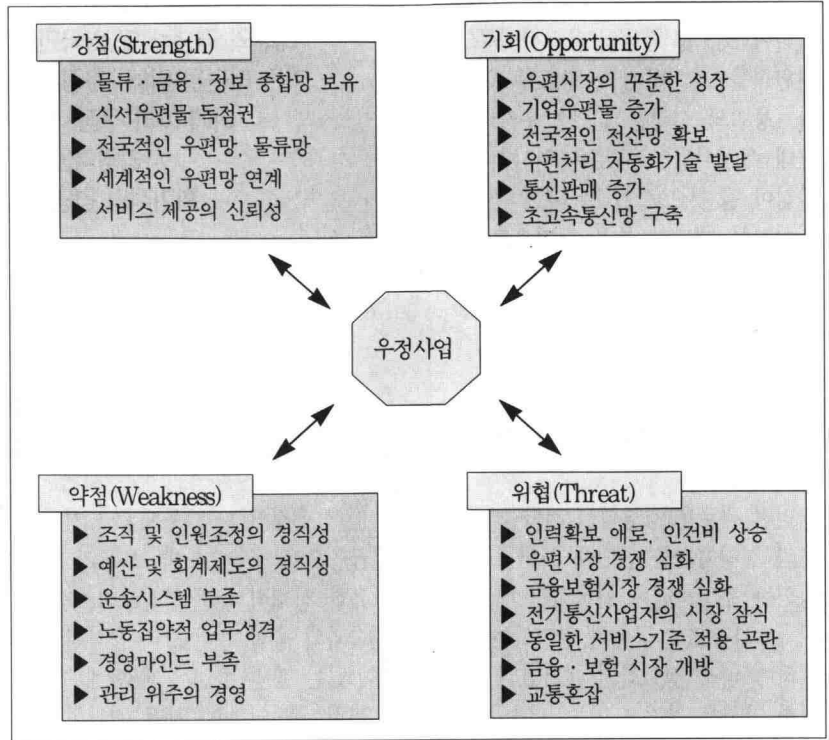 강점(Strength)
▶ 물류·금융·정보 종합망 보유
▶ 신서우편물 독점권
▶ 전국적인 우편망, 물류망
▶ 세계적인 우편망 연계
▶ 서비스 제공의 신뢰성
기회(Opportunity)
▶ 우편시장의 꾸준한 성장
▶ 기업우편물 증가
▶ 전국적인 전산망 확보
▶ 우편처리 자동화기술 발달
▶ 통신판매 증가
▶ 초고속통신망 구축
우정사업
약점(Weakness)
▶ 조직 및 인원조정의 경직성
▶ 예산 및 회계제도의 경직성
▶ 운송시스템 부족
▶ 노동집약적 업무성격
▶ 경영마인드 부족
▶ 관리 위주의 경영
위협(Threat)
▶ 인력확보 애로, 인건비 상승
▶ 우편시장 경쟁 심화
▶ 금융보험시장 경쟁 심화
▶ 전기통신사업자의 시장 잠식
▶ 동일한 서비스기준 적용 곤란
▶ 금융·보험 시장 개방
▶ 교통혼잡